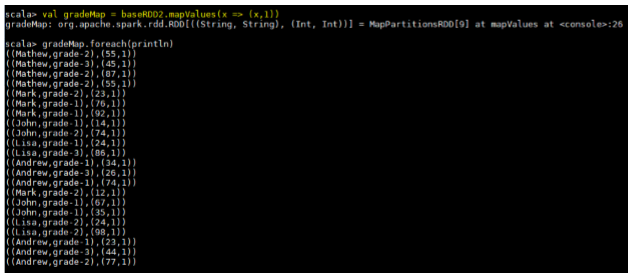 scala> val gradeMap = baseRDD2.mapValues(x => (x,1))
gradeMap: org.apache.spark.rdd.RDD[((String, String), (Int, Int))] = MapPartitionsRDD[9] at mapValues at <console>:26
scala> gradeMap.foreach(println)
((Mathew,grade-2),(55,1))
((Mathew,grade-3),(45,1))
((Mathew,grade-2),(87,1))
((Mathew,grade-2),(55,1))
((Mark,grade-2),(23,1))
((Mark,grade-1),(76,1))
((Mark,grade-1),(92,1))
((John,grade-1),(14,1))
((John,grade-2),(74,1))
((Lisa,grade-1),(24,1))
((Lisa,grade-3),(86,1))
((Andrew,grade-1),(34,1))
((Andrew,grade-3),(26,1))
((Andrew,grade-1),(74,1))
((Mark,grade-2),(12,1))
((John,grade-1),(67,1))
((John,grade-1),(35,1))
((Lisa,grade-2),(24,1))
((Lisa,grade-2),(98,1))
((Andrew,grade-1),(23,1))
((Andrew,grade-3),(44,1))
((Andrew,grade-2),(77,1))